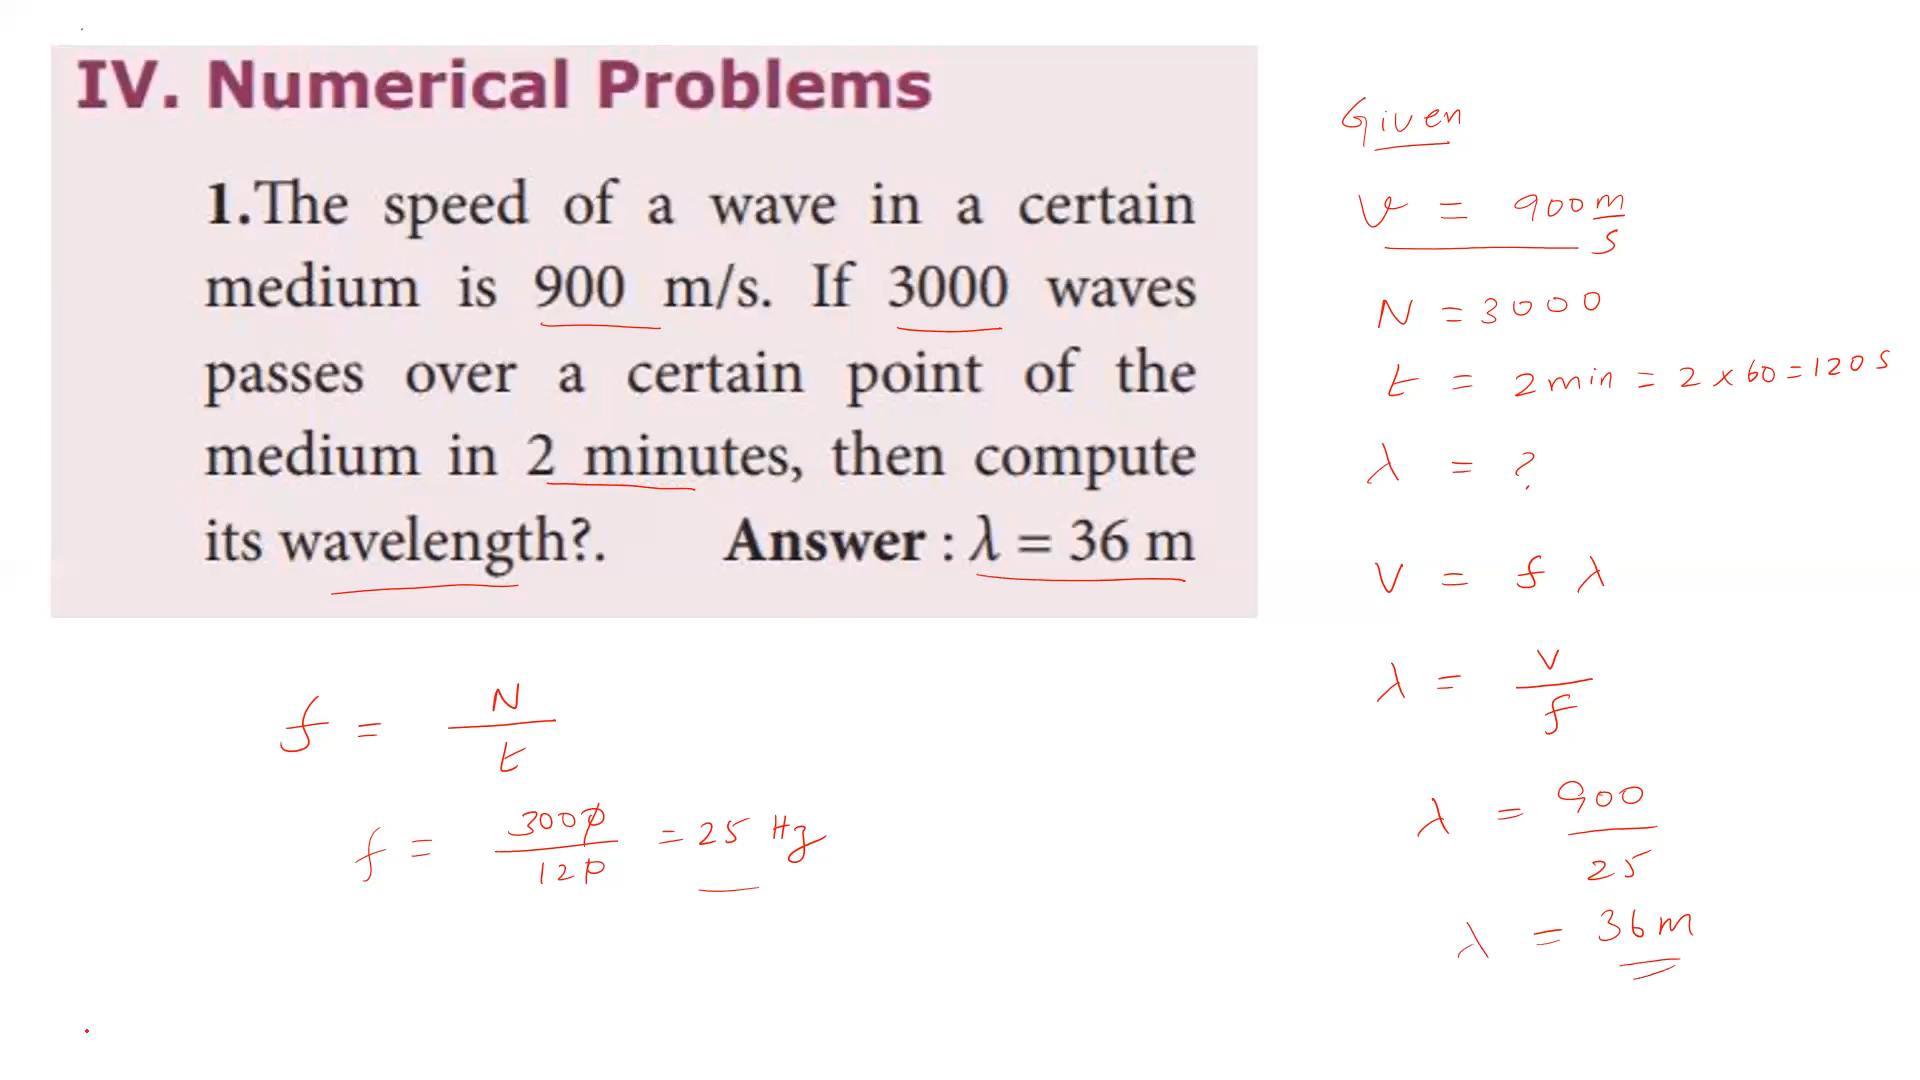 IV. Numerical Problems
1.The speed of a wave in a certain
medium is 900 m/s. If 3000 waves
passes over a certain point of the
medium in 2 minutes, then compute
its wavelength?. Answer : λ = 36 m
Given
v = 900 m/s
N = 3000
t = 2 min = 2 × 60 = 120 s
λ = ?
v = f λ
λ = v/f
λ = 900/25
λ = 36 m
f = N/t
f = 3000/120 = 25 Hz